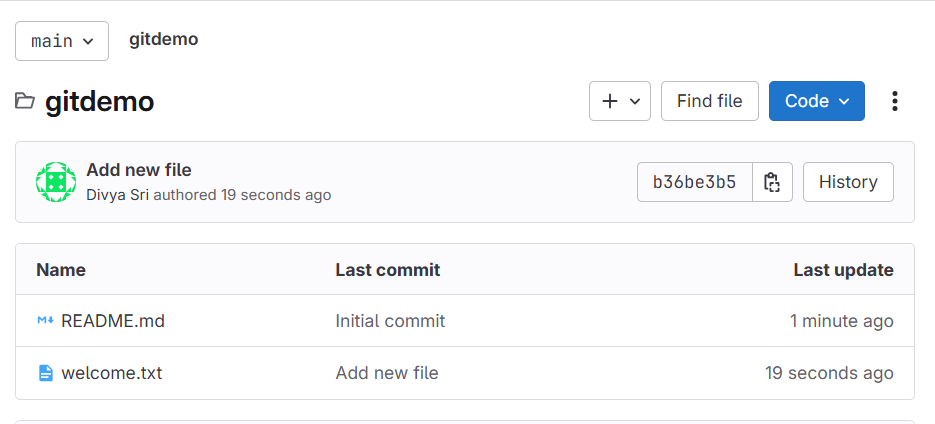 main gitdemo
gitdemo + Find file Code
Add new file
Divya Sri authored 19 seconds ago
b36be3b5 History
Name Last commit Last update
README.md Initial commit 1 minute ago
welcome.txt Add new file 19 seconds ago